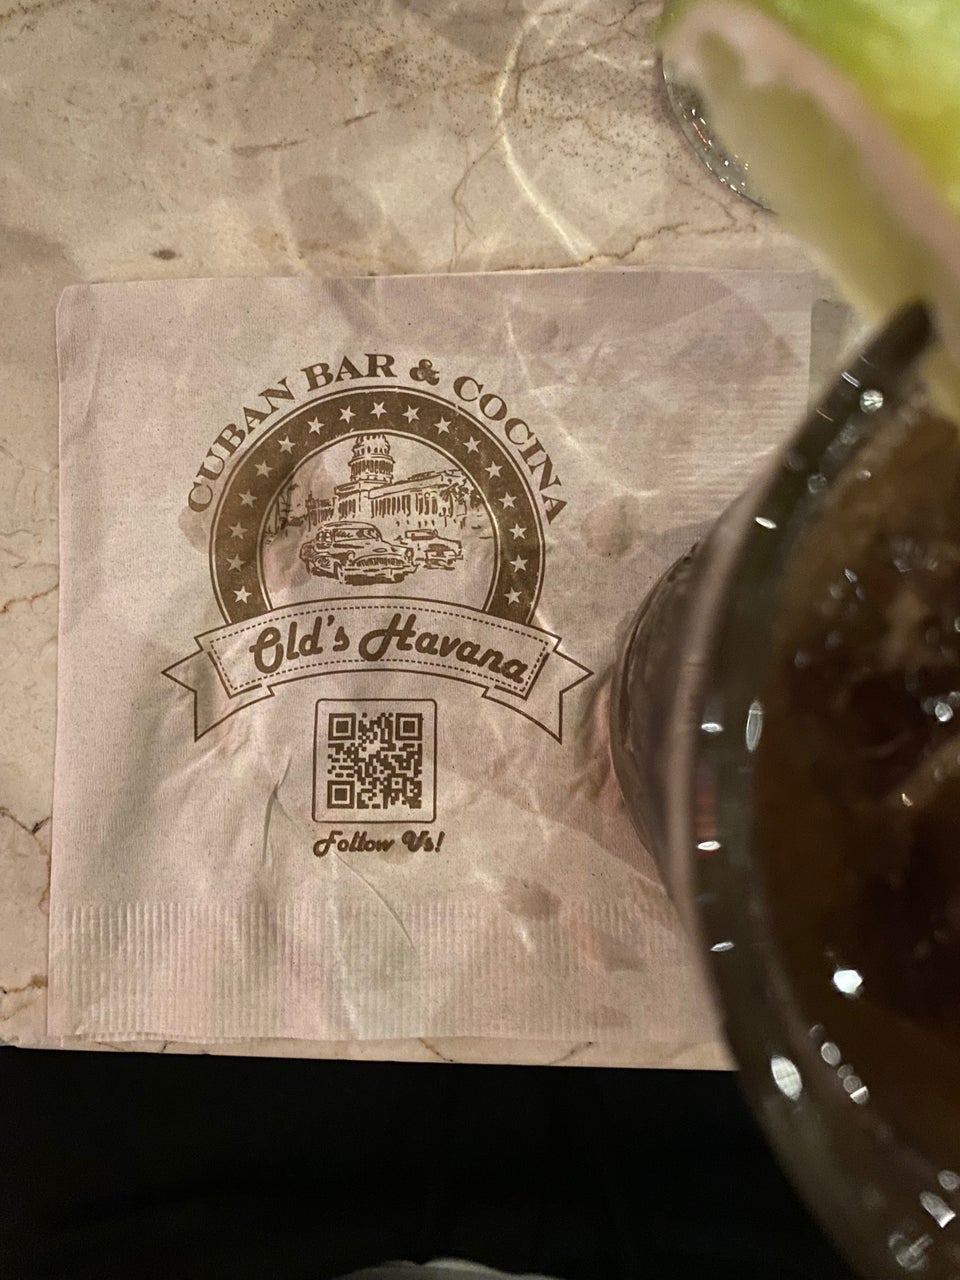 CUBAN BAR & COCINA
Old's Havana
Follow Us!